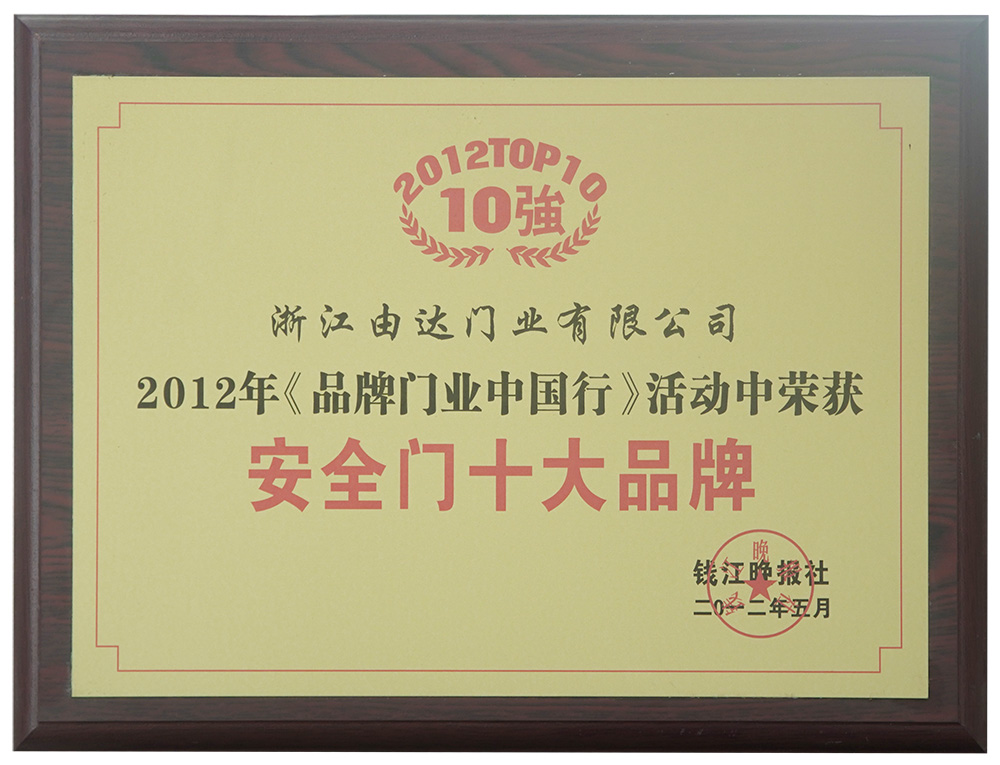 2012TOP10
10強
浙江由达门业有限公司
2012年《品牌门业中国行》活动中荣获
安全门十大品牌
钱江晚报社
二0一二年五月